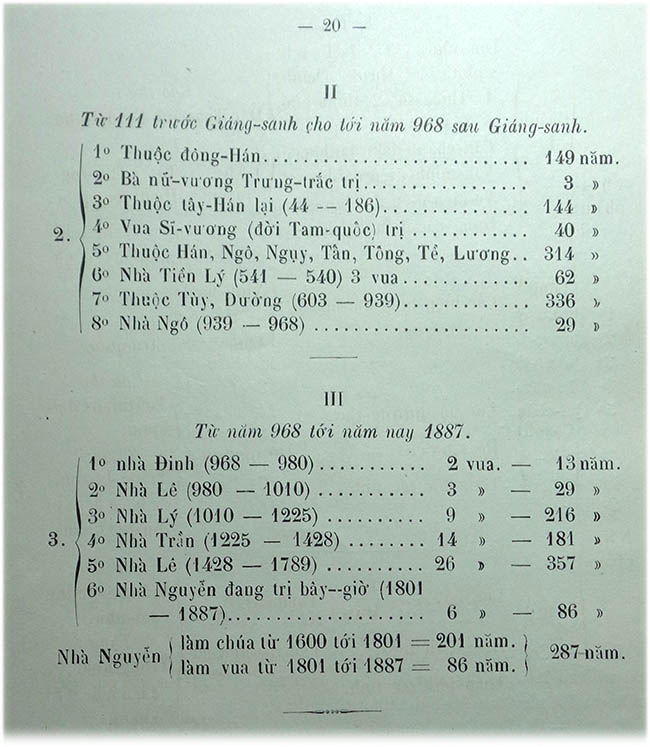 — 20 —
II
Từ 111 trước Giáng-sanh cho tới năm 968 sau Giáng-sanh.
1º Thuộc đông-Hán.......................... 149 năm.
2º Bà nữ-vương Trưng-trắc trị................ 3 »
3º Thuộc tây-Hán lại (44 -- 186).............. 144 »
2. 4º Vua Sĩ-vương (đời Tam-quốc) trị ........... 40 »
5º Thuộc Hán, Ngô, Ngụy, Tấn, Tống, Tề, Lương.. 314 »
6º Nhà Tiền Lý (541 — 540) 3 vua............. 62 »
7º Thuộc Tùy, Đường (603 — 939)............. 336 »
8º Nhà Ngô (939 — 968) ..................... 29 »
III
Từ năm 968 tới năm nay 1887.
1º nhà Đinh (968 — 980).......... 2 vua. — 13 năm.
2º Nhà Lê (980 — 1010)........... 3 » — 29 »
3º Nhà Lý (1010 — 1225) ......... 9 » — 216 »
3. 4º Nhà Trần (1225 — 1428)........ 14 » — 181 »
5º Nhà Lê (1428 — 1789).......... 26 » — 357 »
6º Nhà Nguyễn đang trị bây--giờ (1801
— 1887)..................... 6 » — 86 »
Nhà Nguyễn làm chúa từ 1600 tới 1801 = 201 năm. 287 năm.
làm vua từ 1801 tới 1887 = 86 năm.